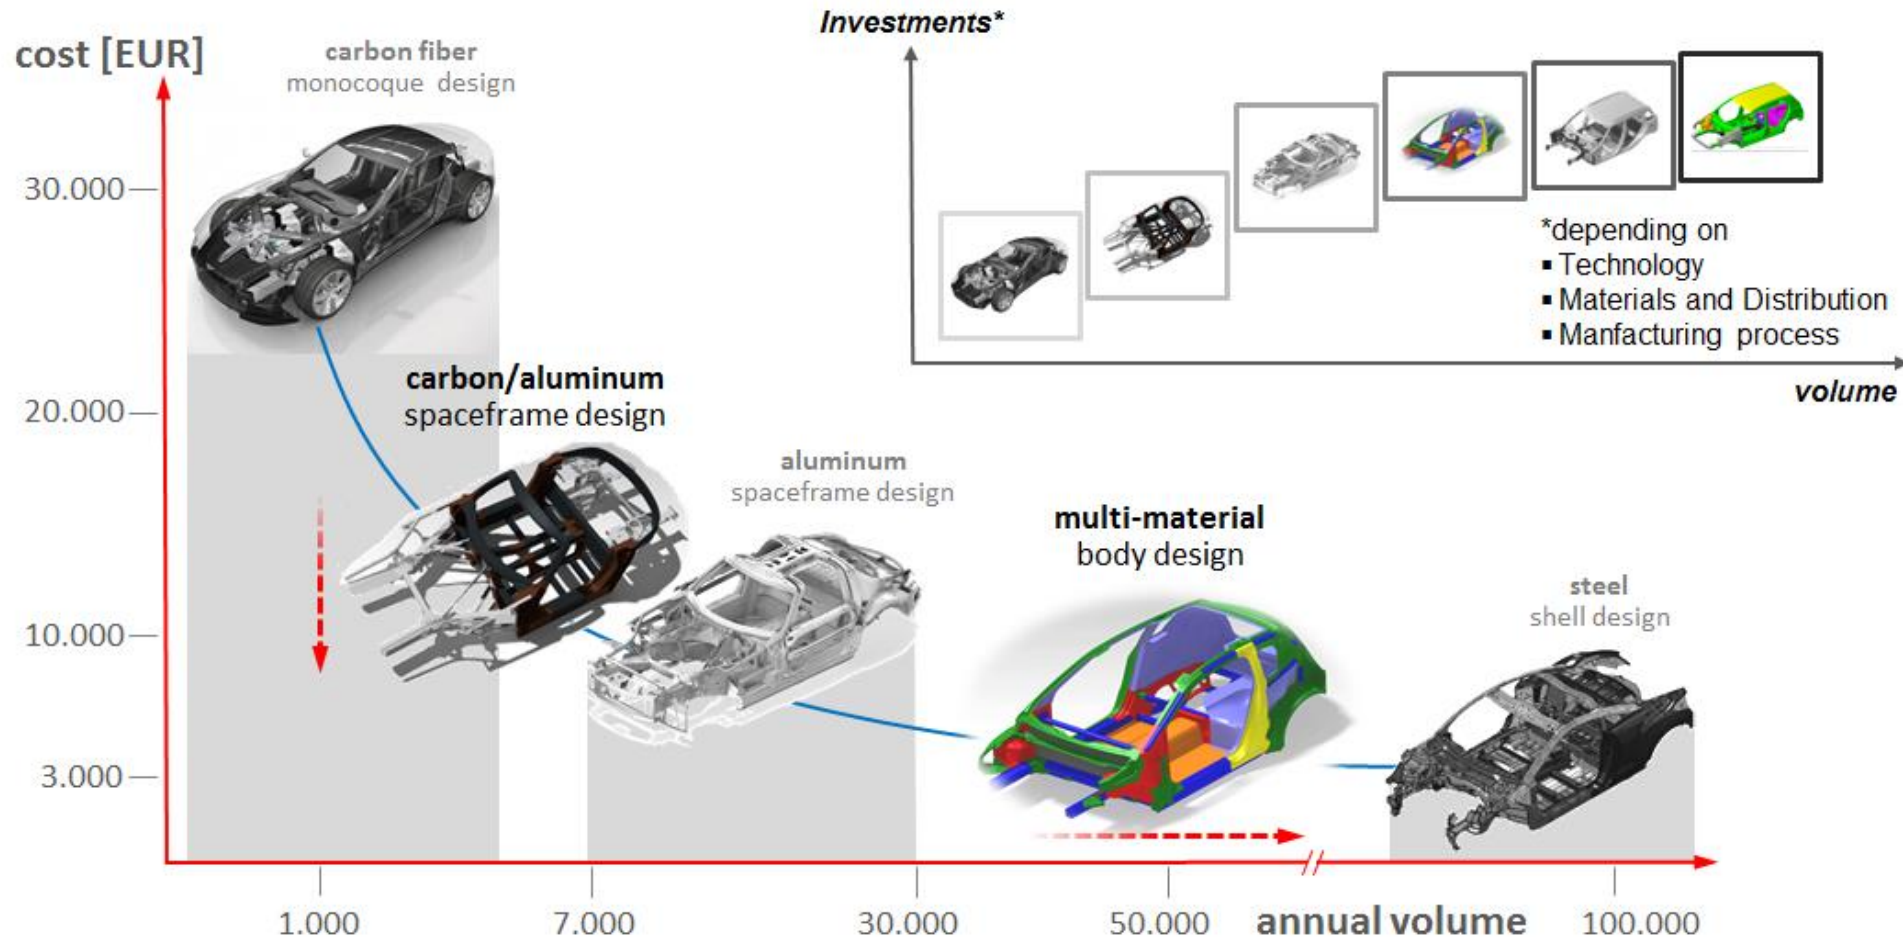 Investments*
cost [EUR]
carbon fiber
monocoque design
30.000
*depending on
▪ Technology
▪ Materials and Distribution
▪ Manfacturing process
volume
carbon/aluminum
spaceframe design
20.000
aluminum
spaceframe design
multi-material
body design
steel
shell design
10.000
3.000
1.000
7.000
30.000
50.000
annual volume
100.000